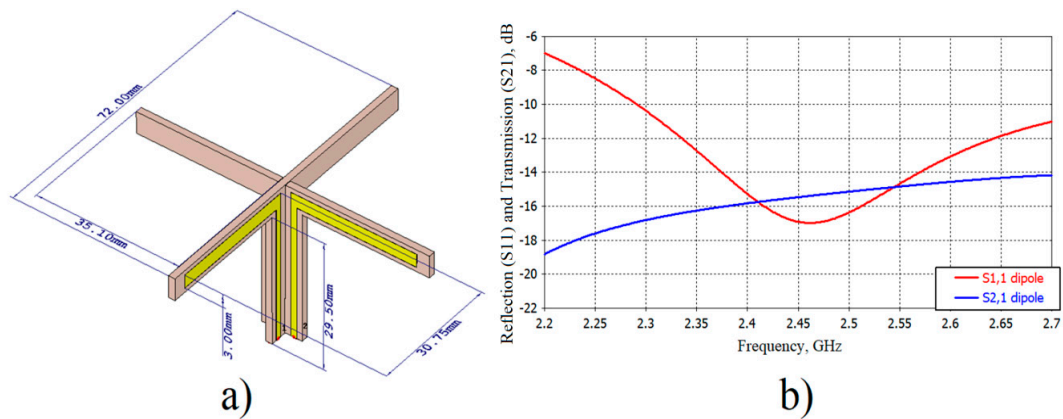 72.00mm
35.10mm
3.00mm
29.50mm
30.75mm
1 2
a)
Reflection (S11) and Transmission (S21), dB
-6
-8
-10
-12
-14
-16
-18
-20
-22
2.2 2.25 2.3 2.35 2.4 2.45 2.5 2.55 2.6 2.65 2.7
Frequency, GHz
S1,1 dipole
S2,1 dipole
b)